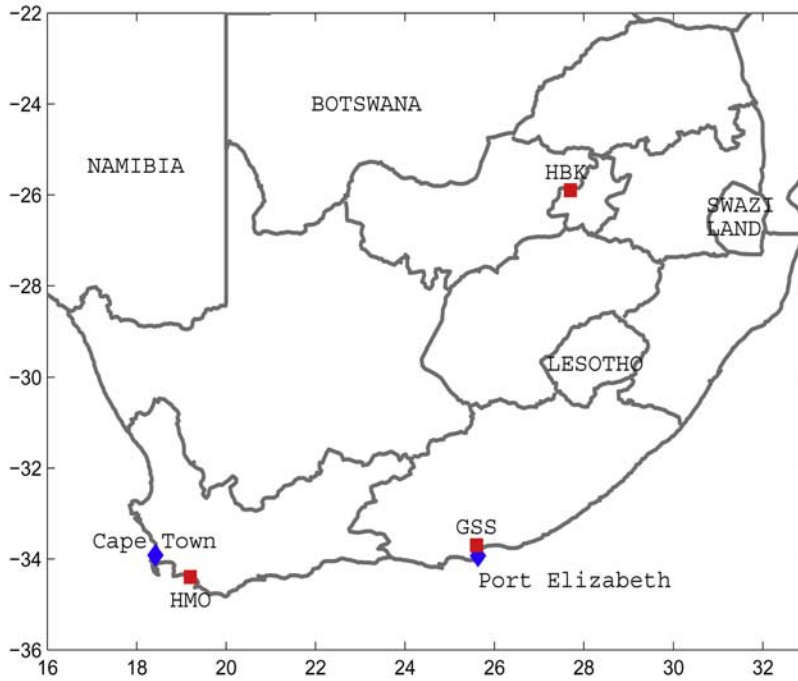 −22
−24
−26
−28
−30
−32
−34
−36
16
18
20
22
24
26
28
30
32
BOTSWANA
NAMIBIA
HBK
SWAZI
LAND
LESOTHO
GSS
Cape Town
Port Elizabeth
HMO